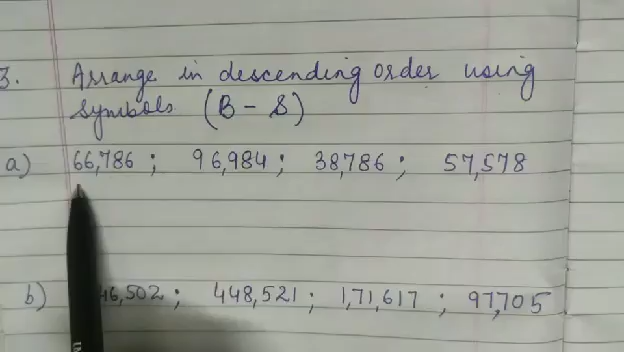 3. Arrange in descending order using
symbols (B - S)
a) 66,786 ; 96,984 ; 38,786 ; 57,578
b) 46,502 ; 448,521 ; 1,71,617 ; 97,705